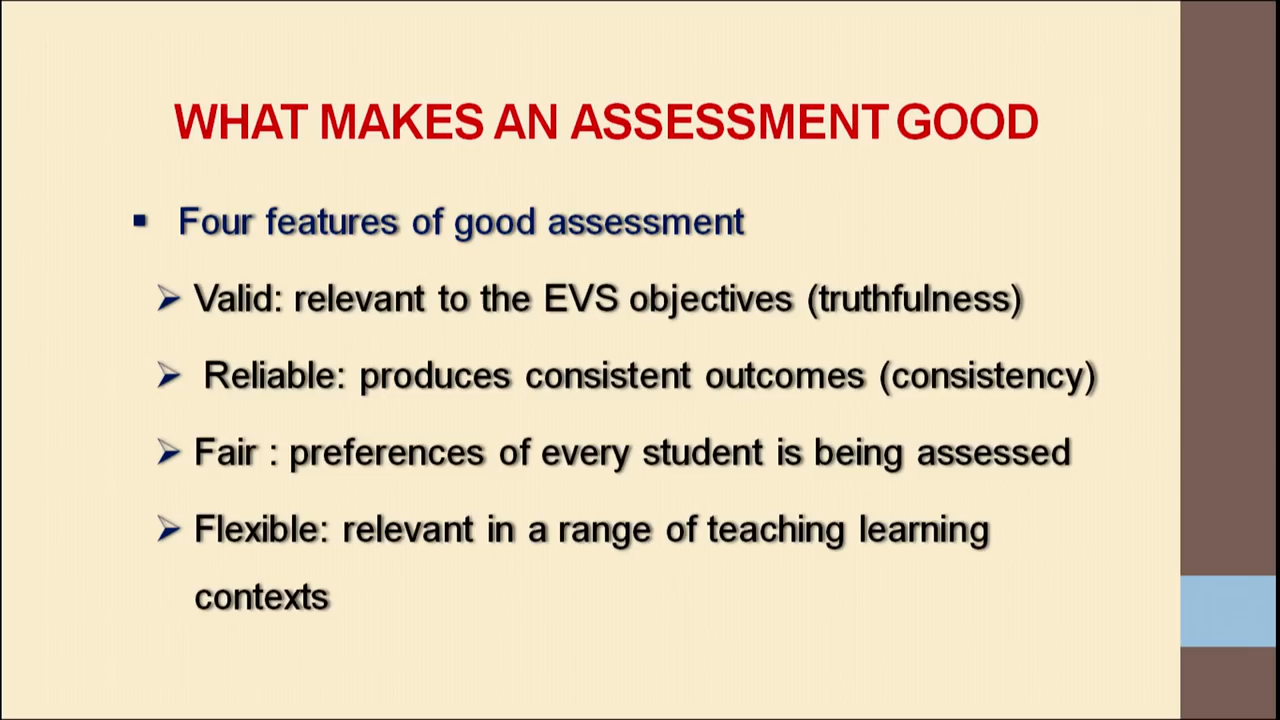 WHAT MAKES AN ASSESSMENT GOOD
▪ Four features of good assessment
➢ Valid: relevant to the EVS objectives (truthfulness)
➢ Reliable: produces consistent outcomes (consistency)
➢ Fair : preferences of every student is being assessed
➢ Flexible: relevant in a range of teaching learning
contexts